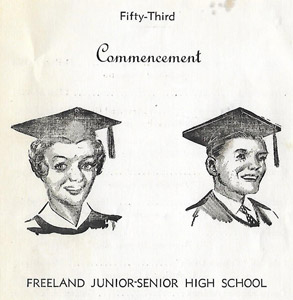 Fifty-Third
Commencement
FREELAND JUNIOR-SENIOR HIGH SCHOOL